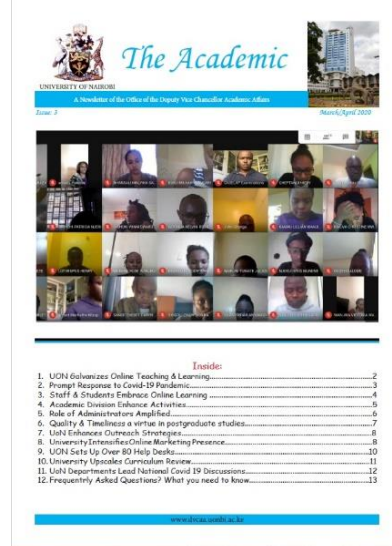 The Academic
UNIVERSITY OF NAIROBI
A Newsletter of the Office of the Deputy Vice Chancellor Academic Affairs
Issue: 3
March/April 2020
Inside:
1. UON Galvanizes Online Teaching & Learning...2
2. Prompt Response to Covid-19 Pandemic...3
3. Staff & Students Embrace Online Learning...4
4. Academic Division Enhance Activities...5
5. Role of Administrators Amplified...6
6. Quality & Timeliness a virtue in postgraduate studies...7
7. UoN Enhances Outreach Strategies...8
8. University Intensifies Online Marketing Presence...8
9. UON Sets Up Over 80 Help Desks...10
10. University Upscales Curriculum Review...11
11. UoN Departments Lead National Covid 19 Discussions...12
12. Frequentrly Asked Questions? What you need to know...13
www.dvcaa.uonbi.ac.ke